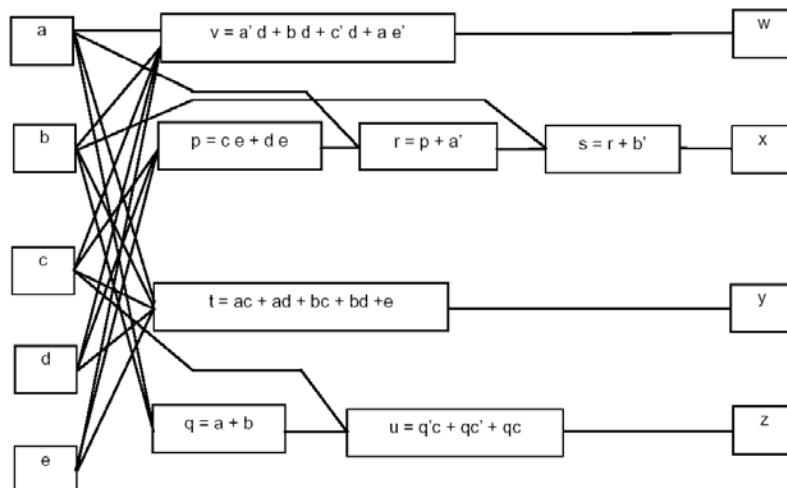 a
v = a' d + b d + c' d + a e'
w
b
p = c e + d e
r = p + a'
s = r + b'
x
c
t = ac + ad + bc + bd +e
y
d
q = a + b
u = q'c + qc' + qc
z
e